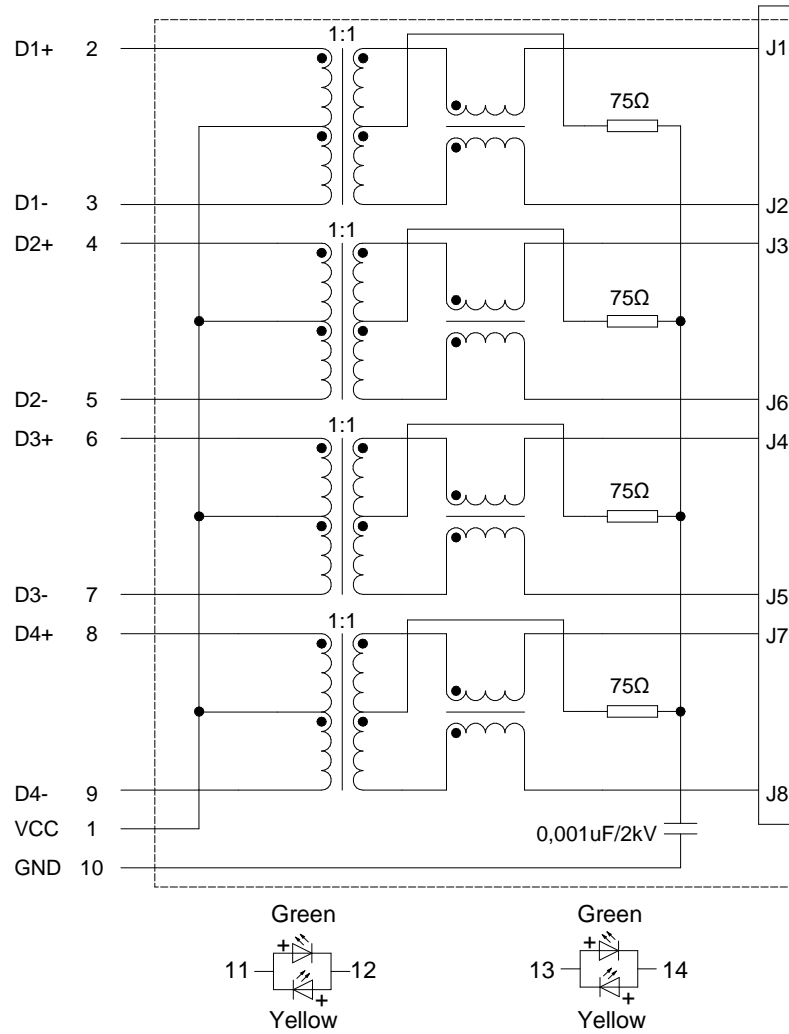 1:1
D1+ 2 J1
75Ω
D1- 3 J2
1:1
D2+ 4 J3
75Ω
D2- 5 J6
1:1
D3+ 6 J4
75Ω
D3- 7 J5
1:1
D4+ 8 J7
75Ω
D4- 9 J8
VCC 1 0,001uF/2kV
GND 10
Green Green
+ +
11 12 13 14
+ +
Yellow Yellow